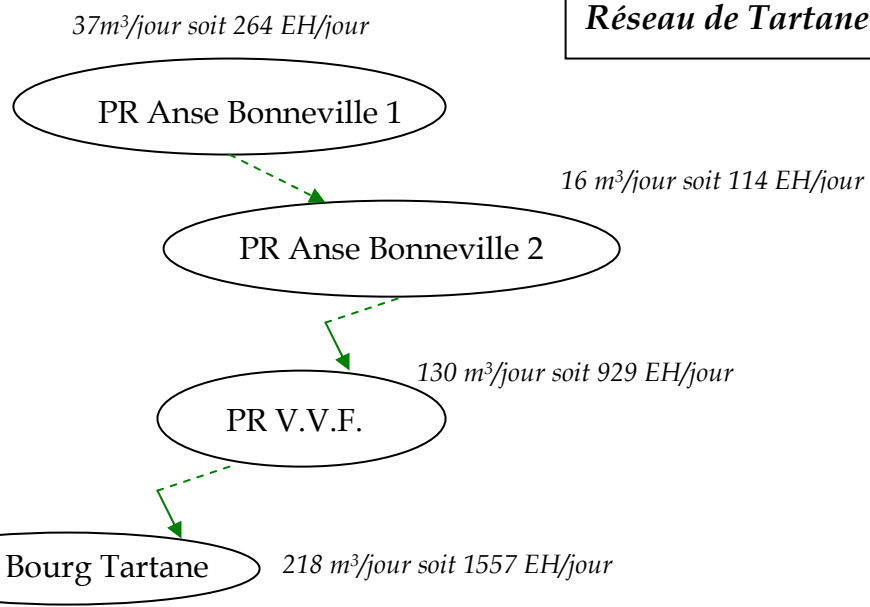 37m³/jour soit 264 EH/jour
Réseau de Tartane
PR Anse Bonneville 1
16 m³/jour soit 114 EH/jour
PR Anse Bonneville 2
130 m³/jour soit 929 EH/jour
PR V.V.F.
Bourg Tartane
218 m³/jour soit 1557 EH/jour